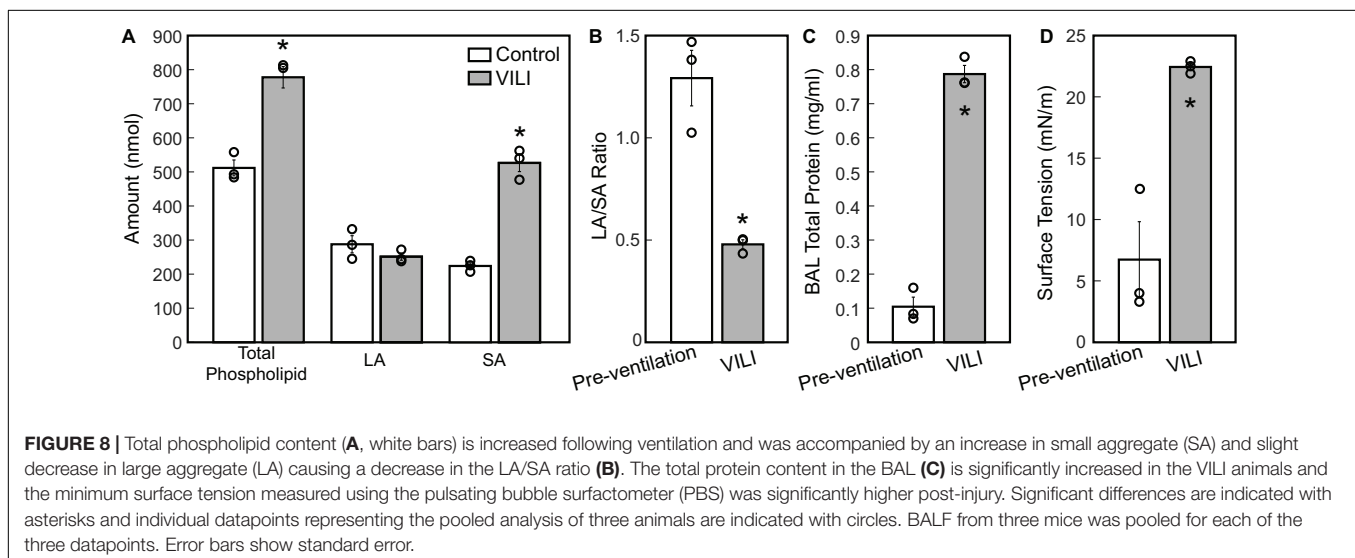 A
B
C
D
900
800
700
600
500
400
300
200
100
0
Amount (nmol)
Control
VILI
*
*
Total
Phospholipid
LA
SA
1.5
1.0
0.5
0
LA/SA Ratio
*
Pre-ventilation
VILI
0.9
0.8
0.7
0.6
0.5
0.4
0.3
0.2
0.1
0
BAL Total Protein (mg/ml)
*
Pre-ventilation
VILI
25
20
15
10
5
0
Surface Tension (mN/m)
*
Pre-ventilation
VILI
FIGURE 8 | Total phospholipid content (A, white bars) is increased following ventilation and was accompanied by an increase in small aggregate (SA) and slight
decrease in large aggregate (LA) causing a decrease in the LA/SA ratio (B). The total protein content in the BAL (C) is significantly increased in the VILI animals and
the minimum surface tension measured using the pulsating bubble surfactometer (PBS) was significantly higher post-injury. Significant differences are indicated with
asterisks and individual datapoints representing the pooled analysis of three animals are indicated with circles. BALF from three mice was pooled for each of the
three datapoints. Error bars show standard error.